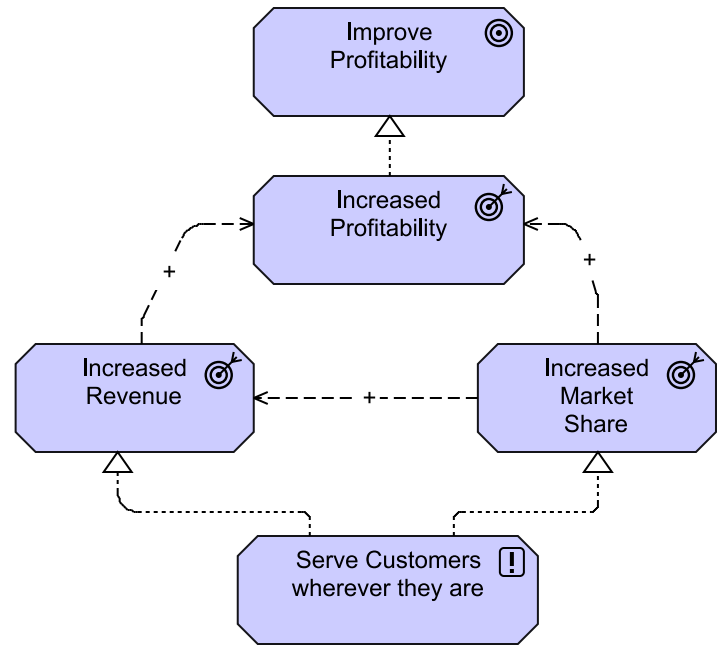 Improve
Profitability
Increased
Profitability
+
+
Increased
Revenue
+
Increased
Market
Share
Serve Customers
wherever they are
!